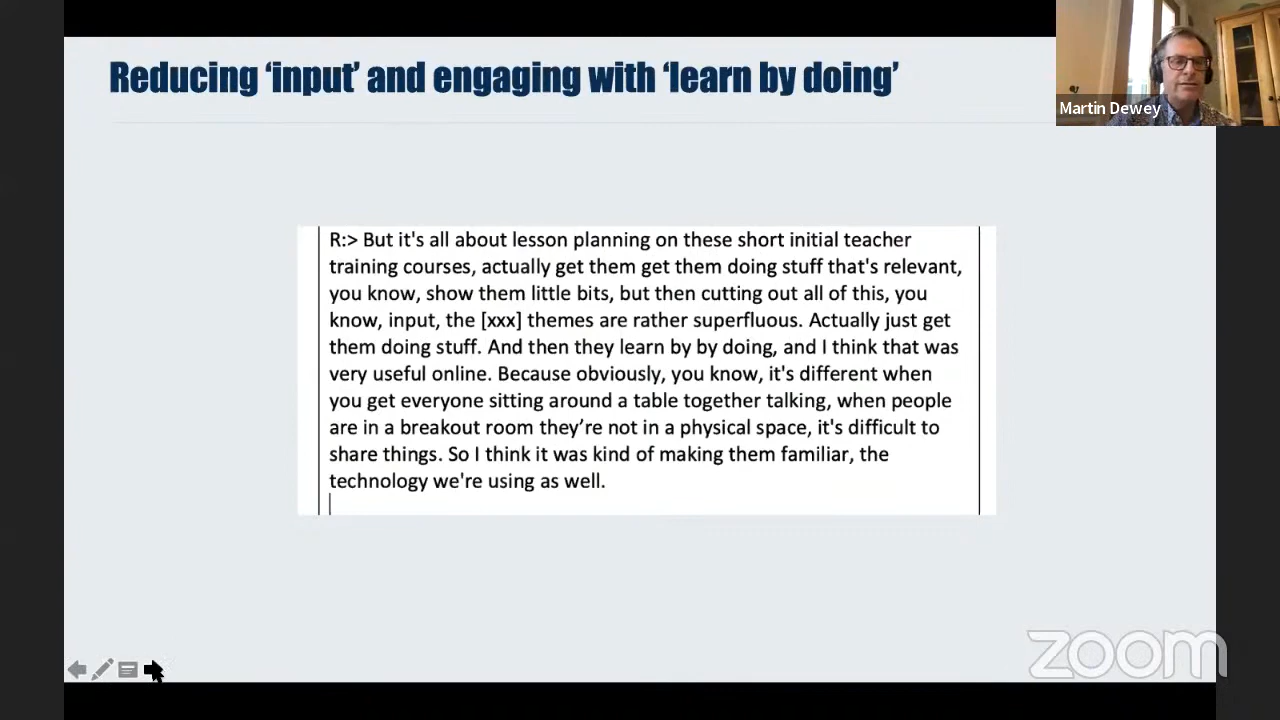 Reducing ‘input’ and engaging with ‘learn by doing’
Martin Dewey
R:> But it's all about lesson planning on these short initial teacher
training courses, actually get them get them doing stuff that's relevant,
you know, show them little bits, but then cutting out all of this, you
know, input, the [xxx] themes are rather superfluous. Actually just get
them doing stuff. And then they learn by by doing, and I think that was
very useful online. Because obviously, you know, it's different when
you get everyone sitting around a table together talking, when people
are in a breakout room they’re not in a physical space, it's difficult to
share things. So I think it was kind of making them familiar, the
technology we're using as well.
zoom